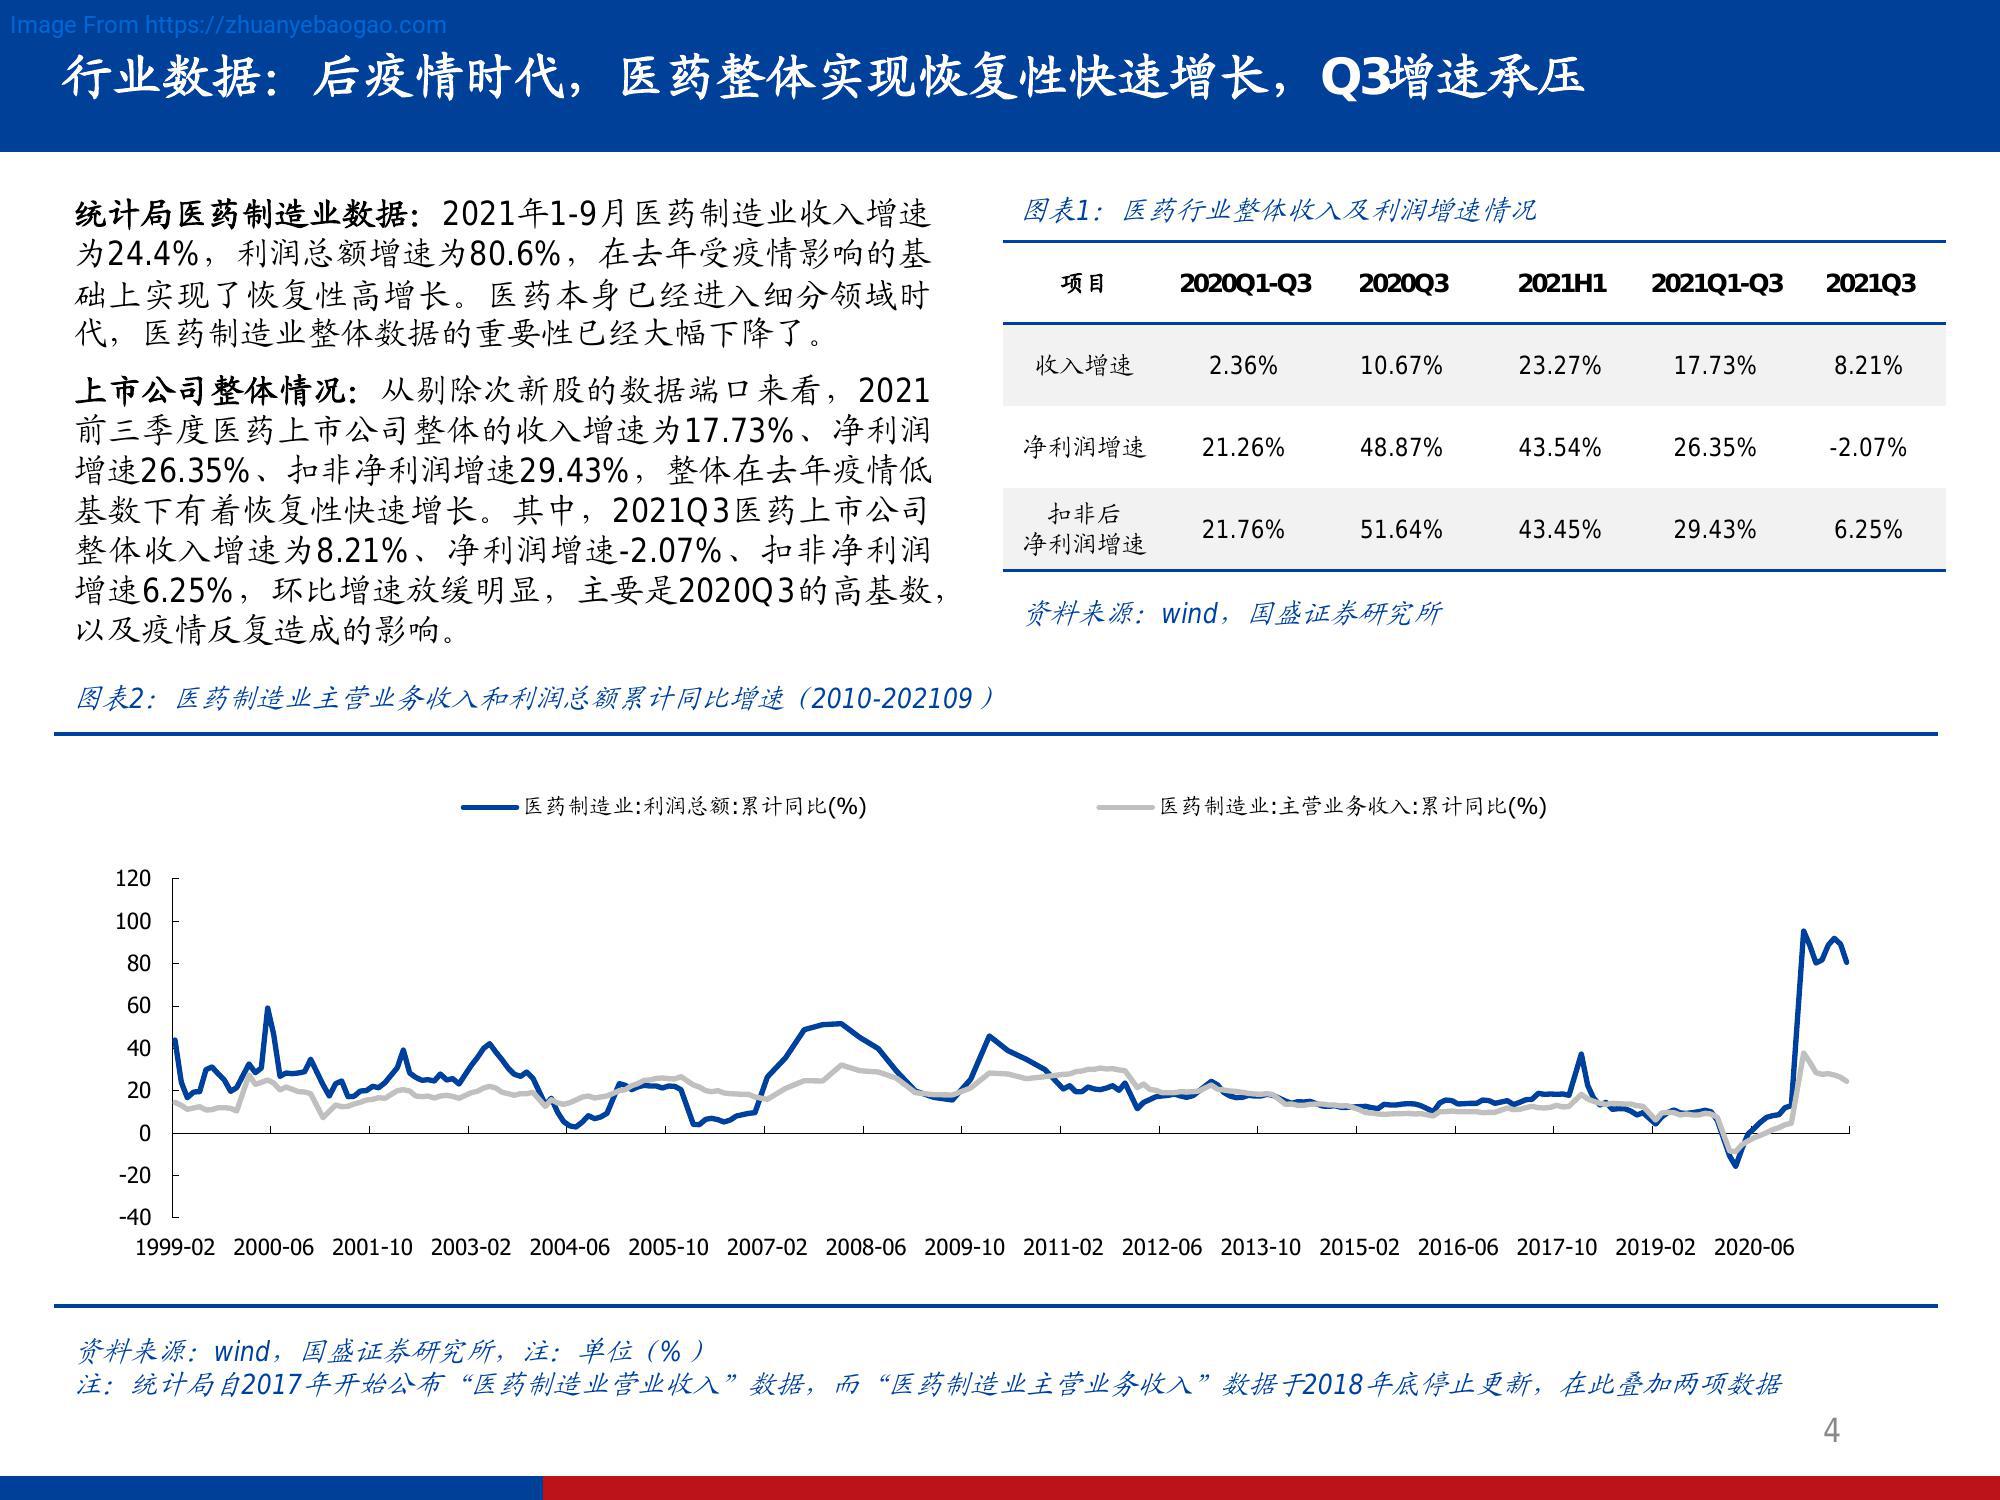 Image From https://zhuanyebaogao.com
行业数据：后疫情时代，医药整体实现恢复性快速增长，Q3增速承压
统计局医药制造业数据：2021年1-9月医药制造业收入增速
为24.4%，利润总额增速为80.6%，在去年受疫情影响的基
础上实现了恢复性高增长。医药本身已经进入细分领域时
代，医药制造业整体数据的重要性已经大幅下降了。
上市公司整体情况：从剔除次新股的数据端口来看，2021
前三季度医药上市公司整体的收入增速为17.73%、净利润
增速26.35%、扣非净利润增速29.43%，整体在去年疫情低
基数下有着恢复性快速增长。其中，2021Q3医药上市公司
整体收入增速为8.21%、净利润增速-2.07%、扣非净利润
增速6.25%，环比增速放缓明显，主要是2020Q3的高基数，
以及疫情反复造成的影响。
图表1：医药行业整体收入及利润增速情况
项目 2020Q1-Q3 2020Q3 2021H1 2021Q1-Q3 2021Q3
收入增速 2.36% 10.67% 23.27% 17.73% 8.21%
净利润增速 21.26% 48.87% 43.54% 26.35% -2.07%
扣非后
净利润增速 21.76% 51.64% 43.45% 29.43% 6.25%
资料来源：wind，国盛证券研究所
图表2：医药制造业主营业务收入和利润总额累计同比增速（2010-202109）
医药制造业:利润总额:累计同比(%) 医药制造业:主营业务收入:累计同比(%)
120
100
80
60
40
20
0
-20
-40
1999-02 2000-06 2001-10 2003-02 2004-06 2005-10 2007-02 2008-06 2009-10 2011-02 2012-06 2013-10 2015-02 2016-06 2017-10 2019-02 2020-06
资料来源：wind，国盛证券研究所，注：单位（%）
注：统计局自2017年开始公布“医药制造业营业收入”数据，而“医药制造业主营业务收入”数据于2018年底停止更新，在此叠加两项数据
4